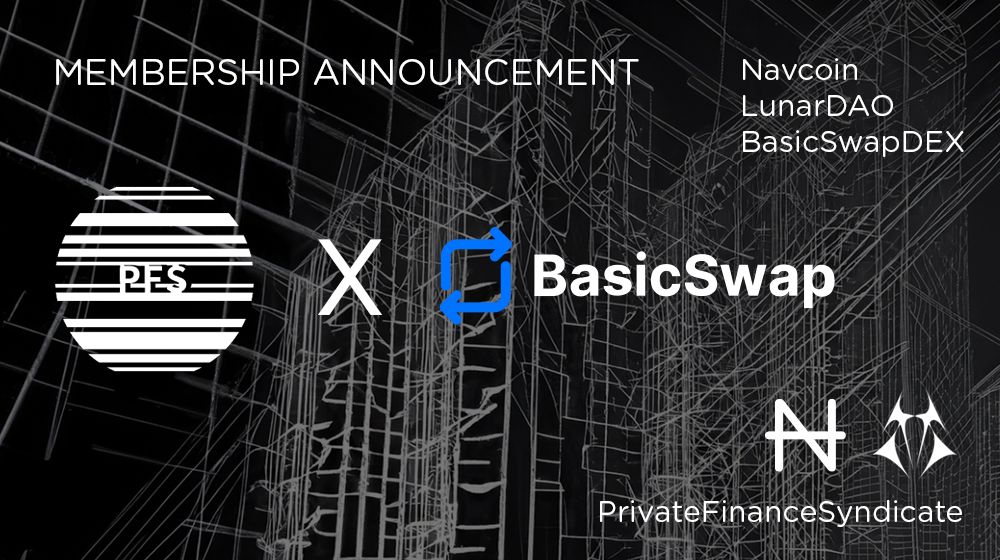 MEMBERSHIP ANNOUNCEMENT
Navcoin
LunarDAO
BasicSwapDEX
PFS
X
BasicSwap
PrivateFinanceSyndicate